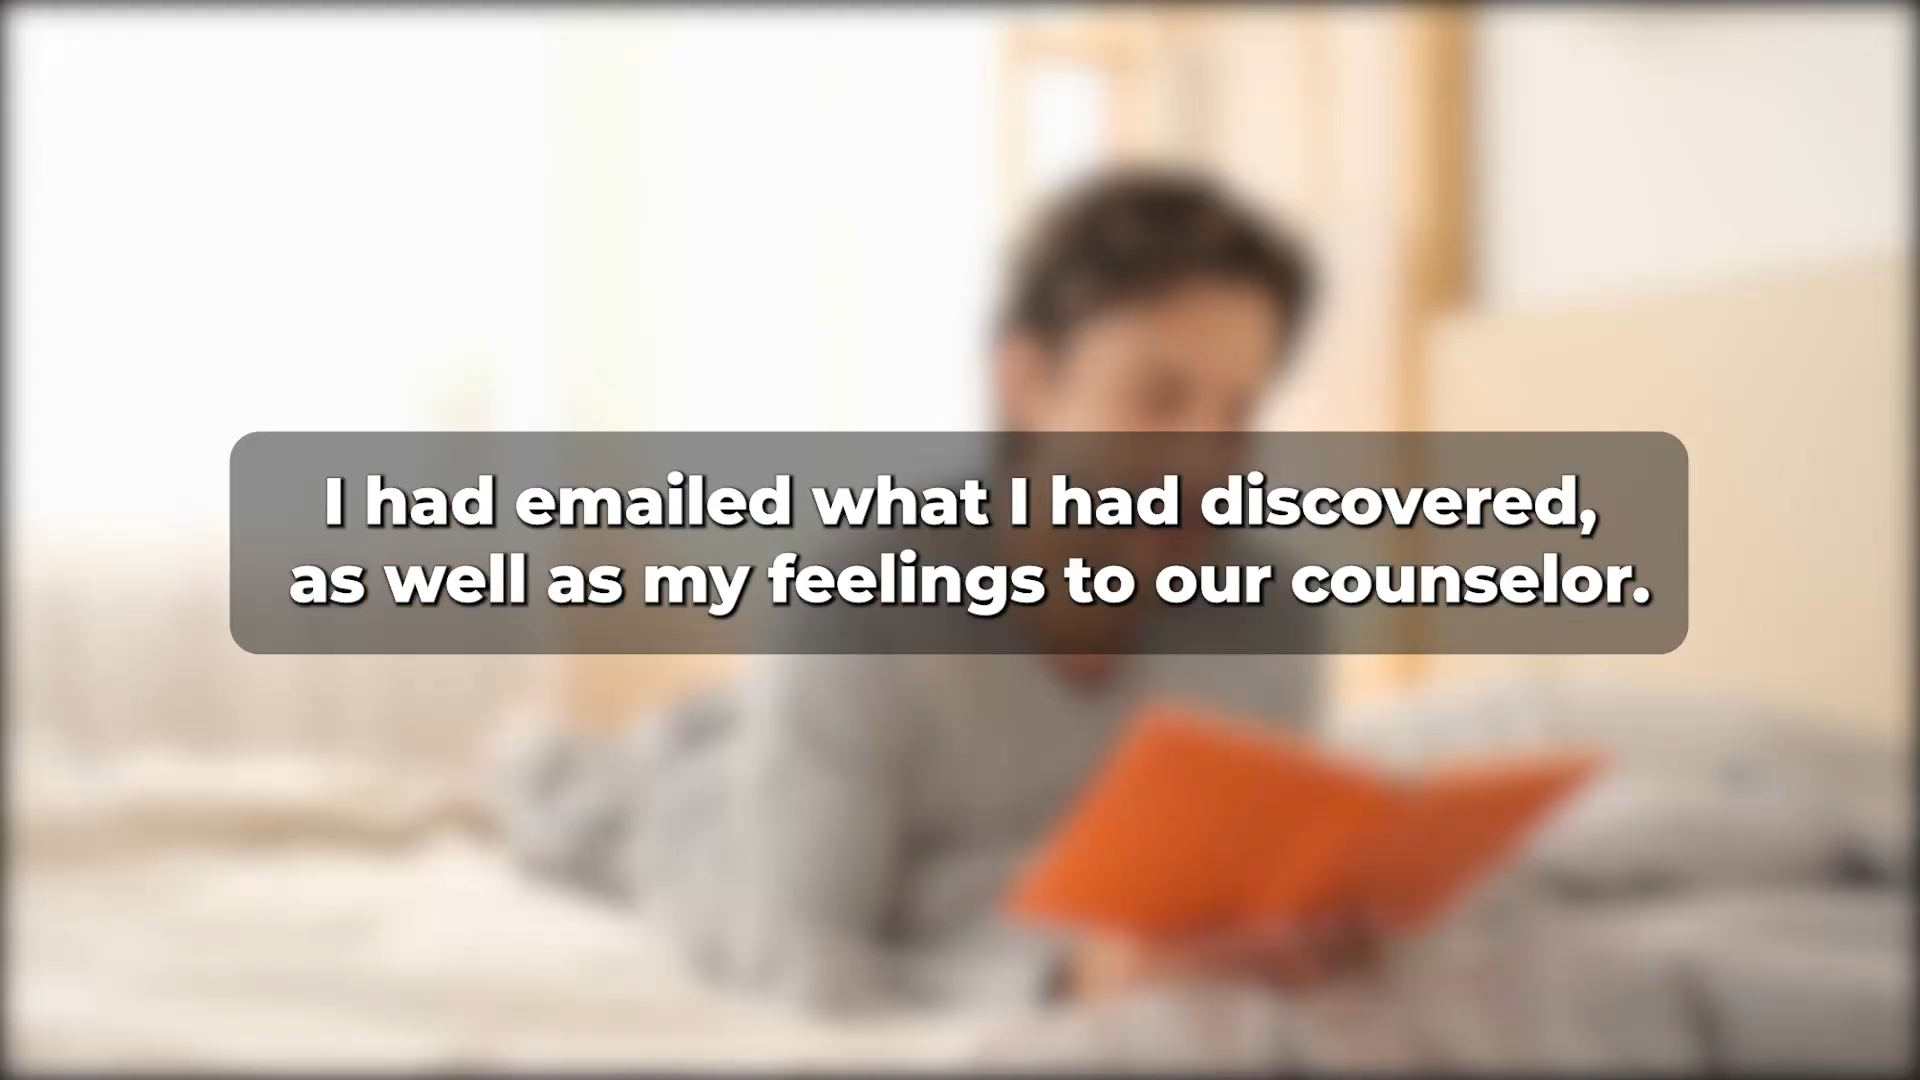 I had emailed what I had discovered,
as well as my feelings to our counselor.